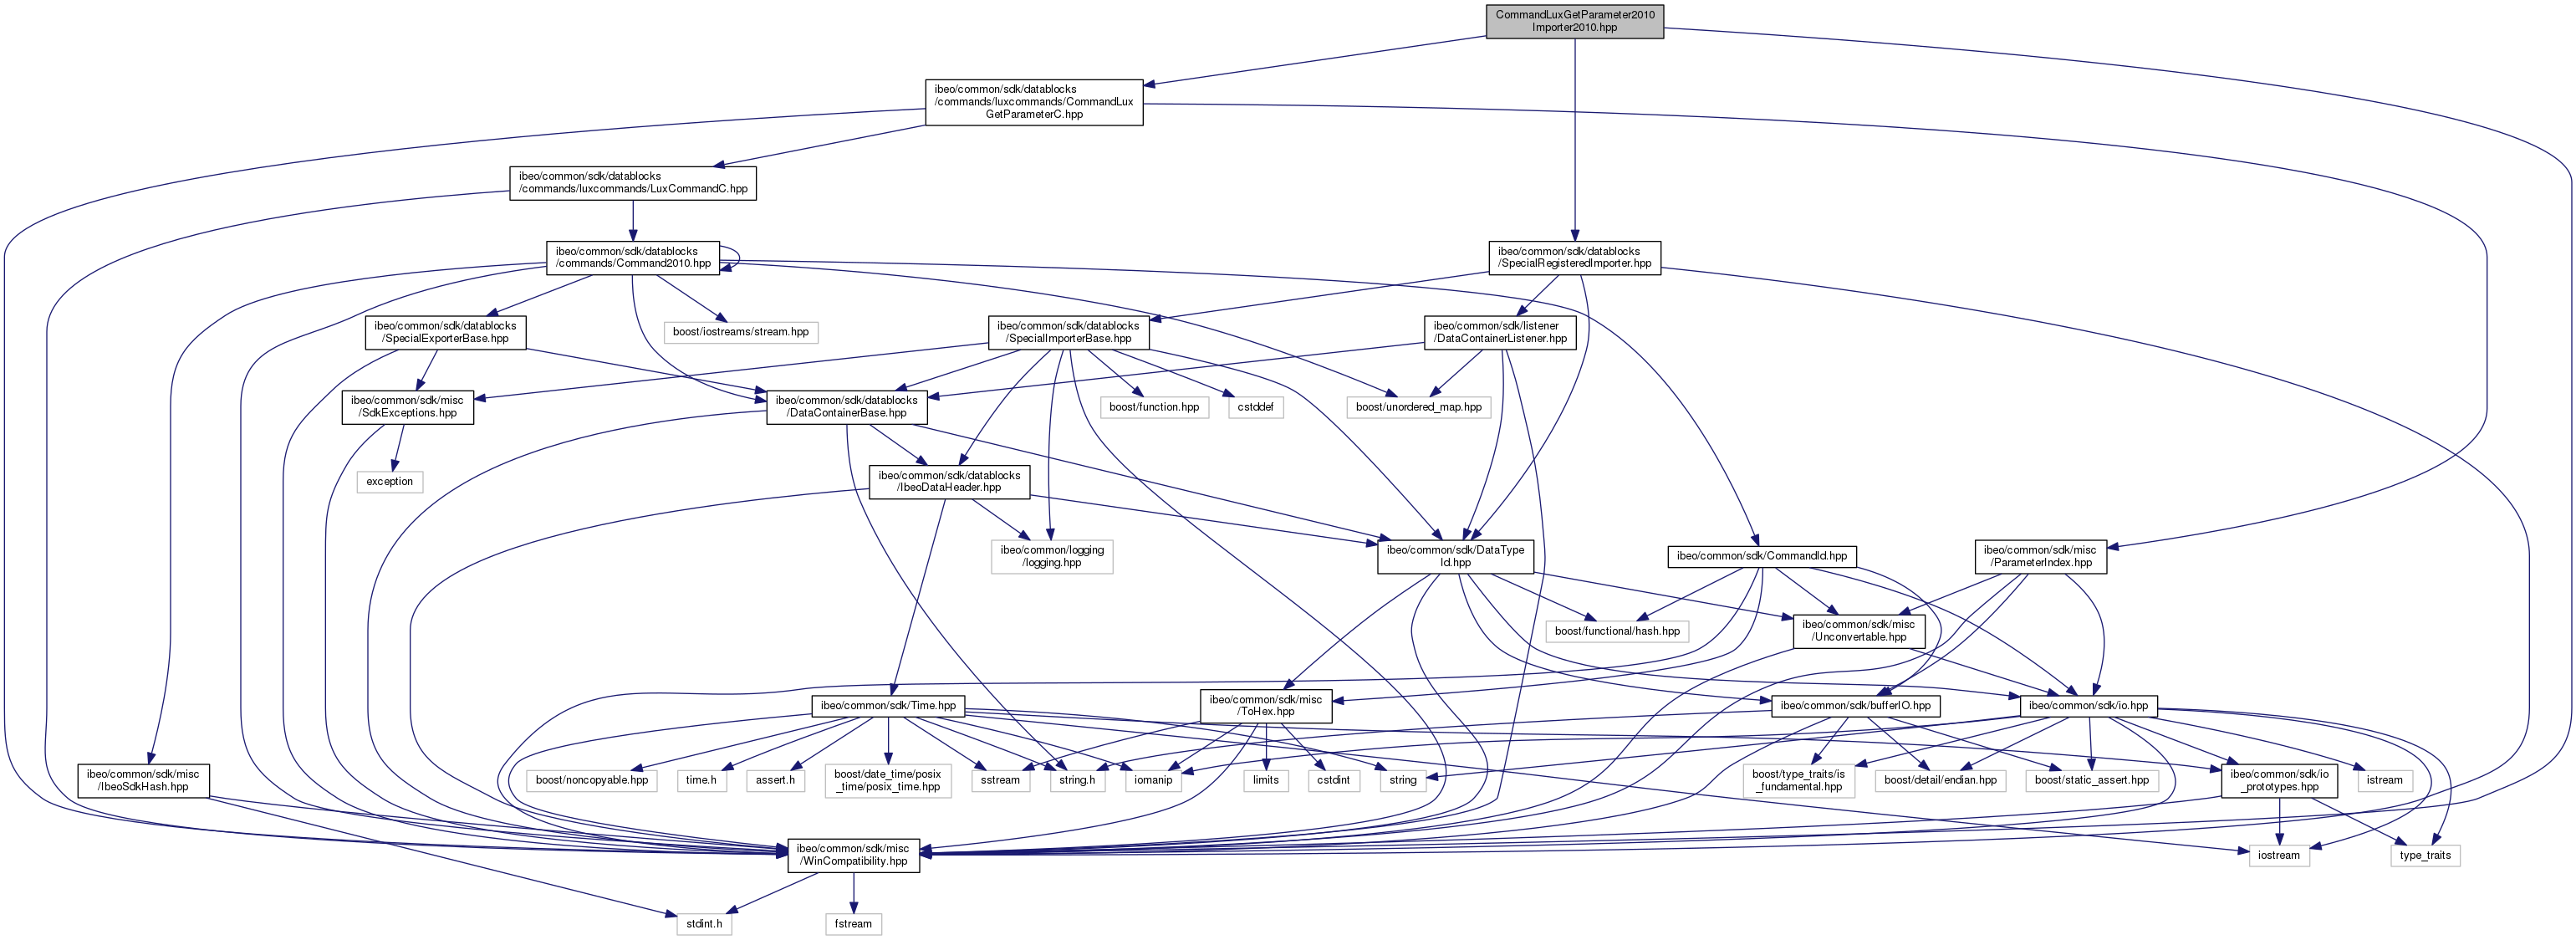 CommandLuxGetParameter2010
Importer2010.hpp
ibeo/common/sdk/datablocks
/commands/luxcommands/CommandLux
GetParameterC.hpp
ibeo/common/sdk/datablocks
/commands/luxcommands/LuxCommandC.hpp
ibeo/common/sdk/datablocks
/commands/Command2010.hpp
ibeo/common/sdk/datablocks
/SpecialRegisteredImporter.hpp
ibeo/common/sdk/datablocks
/SpecialExporterBase.hpp
boost/iostreams/stream.hpp
ibeo/common/sdk/datablocks
/SpecialImporterBase.hpp
ibeo/common/sdk/listener
/DataContainerListener.hpp
ibeo/common/sdk/misc
/SdkExceptions.hpp
ibeo/common/sdk/datablocks
/DataContainerBase.hpp
boost/function.hpp
cstddef
boost/unordered_map.hpp
exception
ibeo/common/sdk/datablocks
/IbeoDataHeader.hpp
ibeo/common/logging
/logging.hpp
ibeo/common/sdk/DataType
Id.hpp
ibeo/common/sdk/CommandId.hpp
ibeo/common/sdk/misc
/ParameterIndex.hpp
boost/functional/hash.hpp
ibeo/common/sdk/misc
/Unconvertable.hpp
ibeo/common/sdk/Time.hpp
ibeo/common/sdk/misc
/ToHex.hpp
ibeo/common/sdk/bufferIO.hpp
ibeo/common/sdk/io.hpp
ibeo/common/sdk/misc
/IbeoSdkHash.hpp
boost/noncopyable.hpp
time.h
assert.h
boost/date_time/posix
_time/posix_time.hpp
sstream
string.h
iomanip
limits
cstdint
string
boost/type_traits/is
_fundamental.hpp
boost/detail/endian.hpp
boost/static_assert.hpp
ibeo/common/sdk/io
_prototypes.hpp
istream
ibeo/common/sdk/misc
/WinCompatibility.hpp
iostream
type_traits
stdint.h
fstream